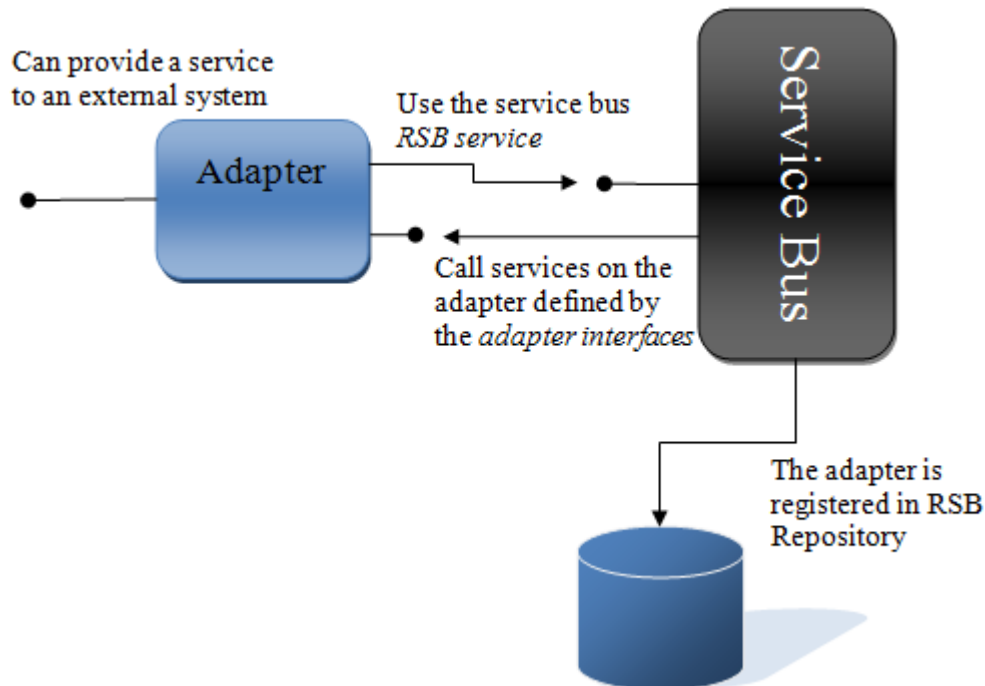 Can provide a service
to an external system
Adapter
Use the service bus
RSB service
Service Bus
Call services on the
adapter defined by
the adapter interfaces
The adapter is
registered in RSB
Repository